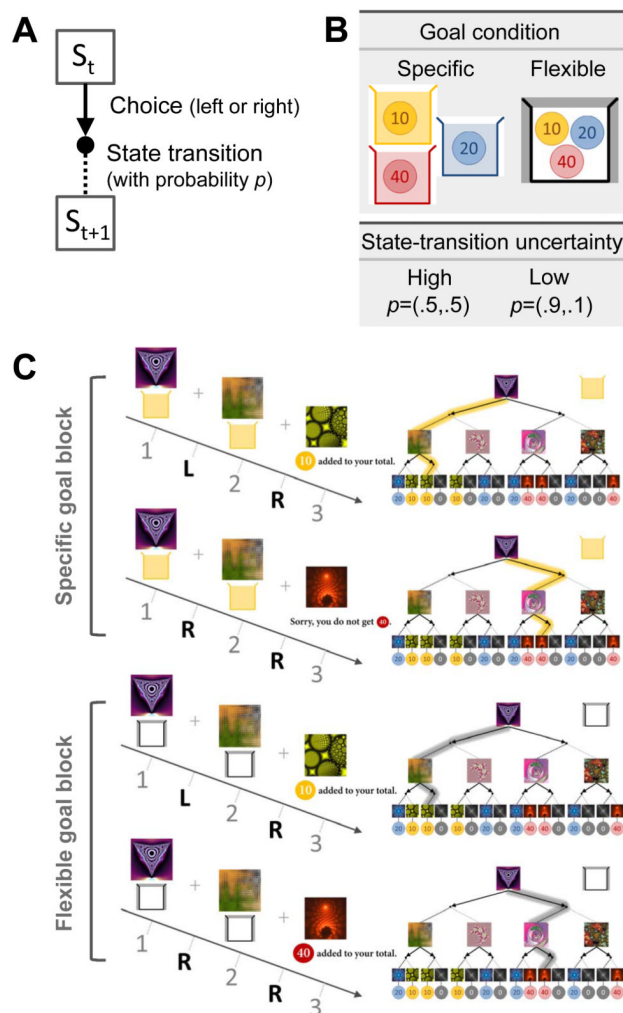 A
S_t
Choice (left or right)
State transition
(with probability p)
S_t+1
B
Goal condition
Specific
Flexible
10
20
40
10
20
40
State-transition uncertainty
High
Low
p=(.5,.5)
p=(.9,.1)
C
Specific goal block
+
+
10 added to your total.
1
L
2
R
3
+
+
Sorry, you do not get 40.
1
R
2
R
3
Flexible goal block
+
+
10 added to your total.
1
L
2
R
3
+
+
40 added to your total.
1
R
2
R
3